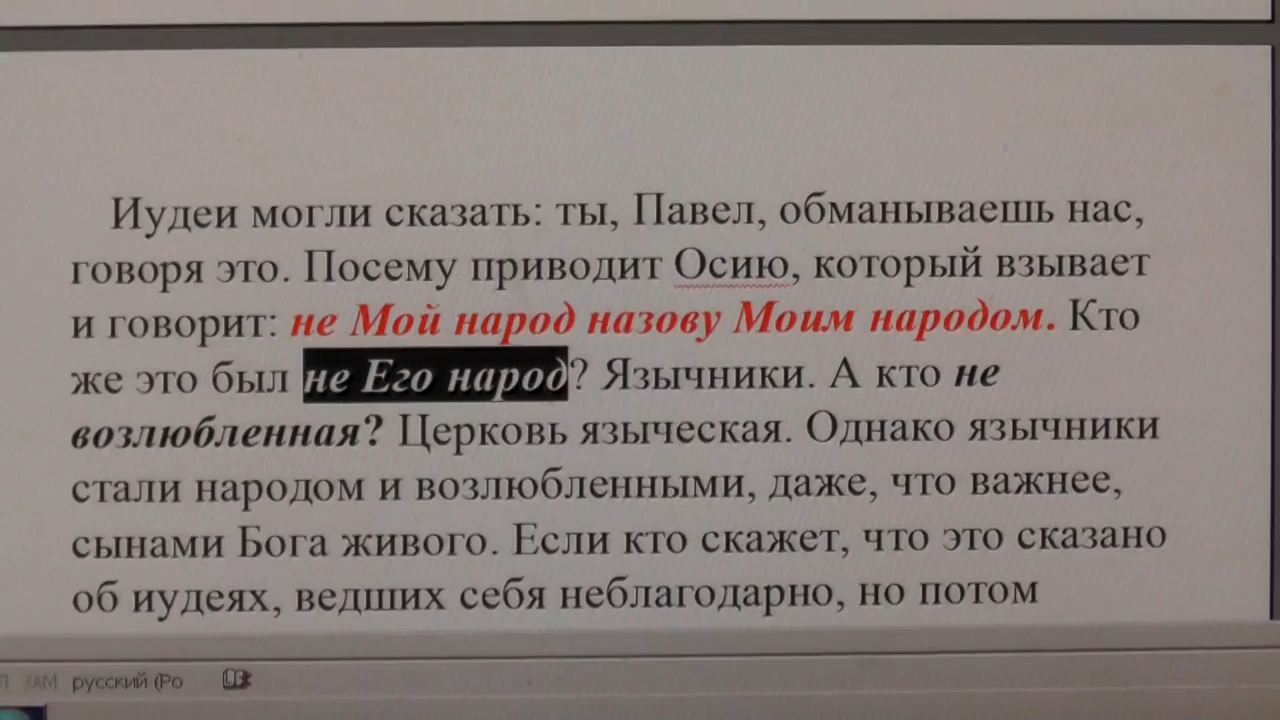 Иудеи могли сказать: ты, Павел, обманываешь нас,
говоря это. Посему приводит Осию, который взывает
и говорит: не Мой народ назову Моим народом. Кто
же это был не Его народ? Язычники. А кто не
возлюбленная? Церковь языческая. Однако язычники
стали народом и возлюбленными, даже, что важнее,
сынами Бога живого. Если кто скажет, что это сказано
об иудеях, ведших себя неблагодарно, но потом
ЗАМ русский (Ро